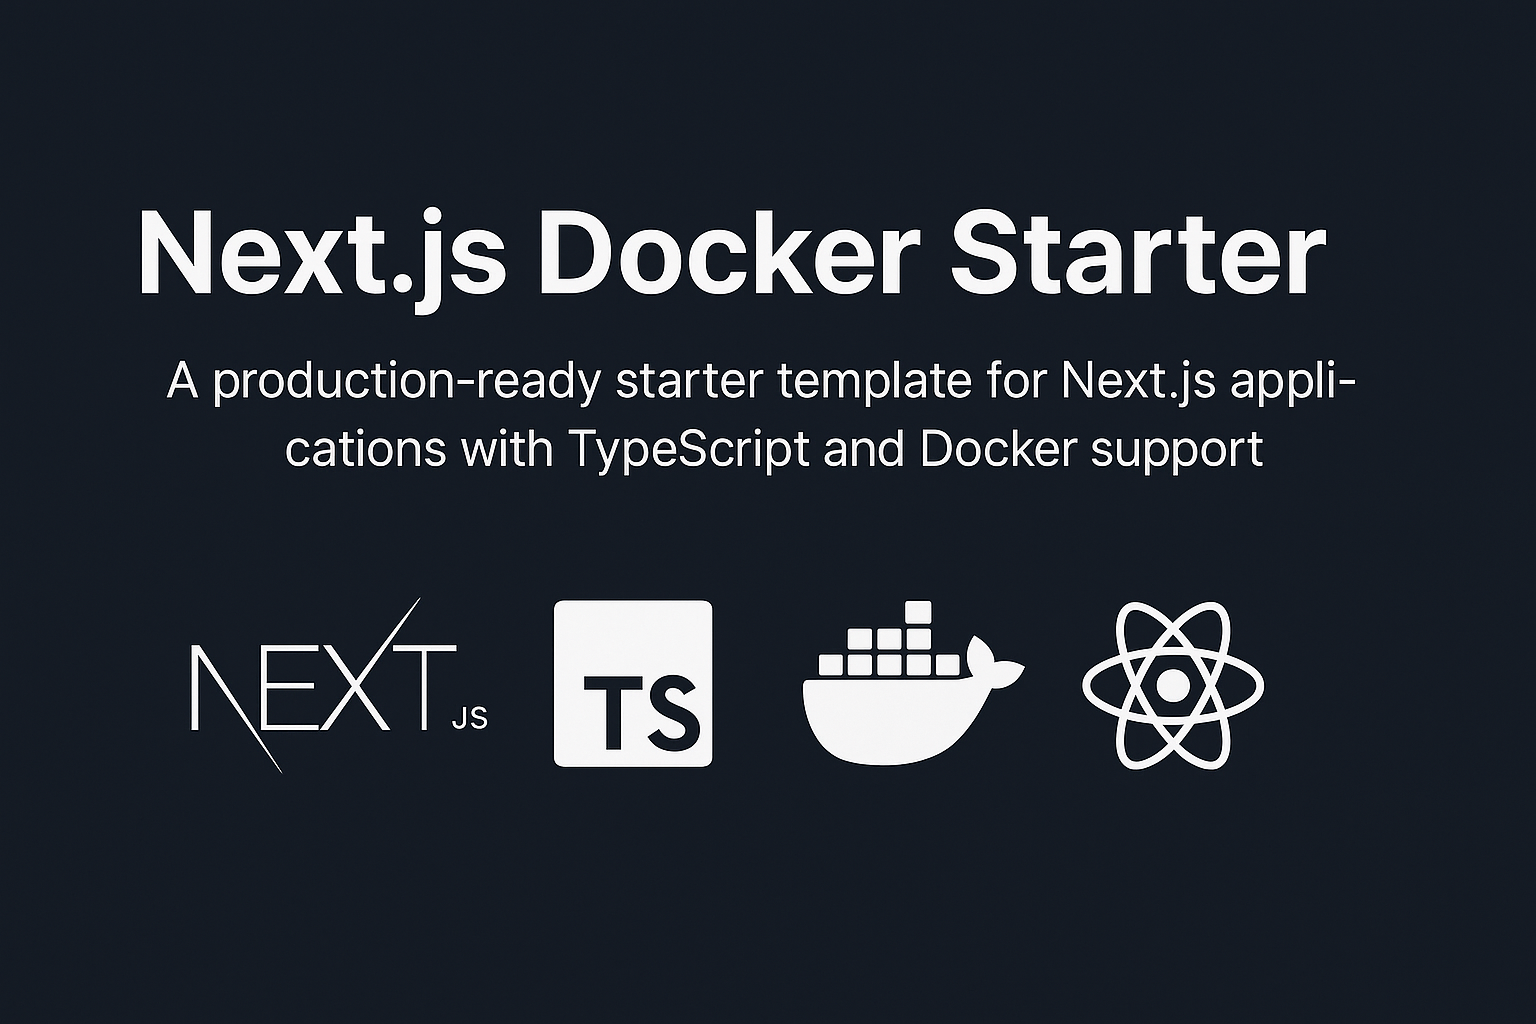 Next.js Docker Starter
A production-ready starter template for Next.js appli-
cations with TypeScript and Docker support
NEXT.JS
TS